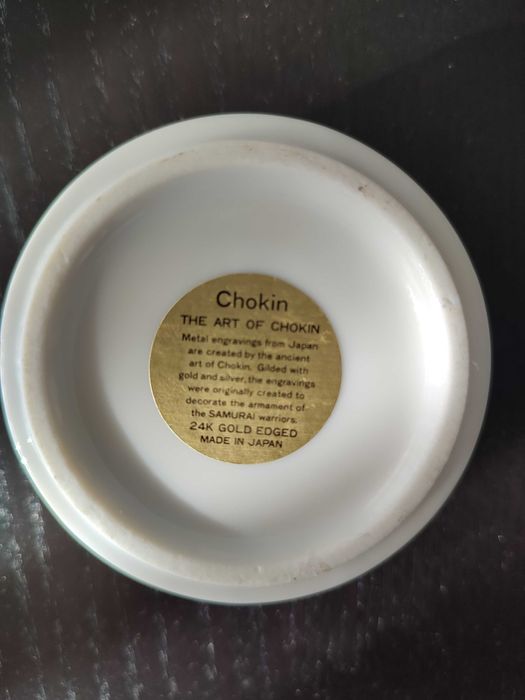 Chokin
THE ART OF CHOKIN
Metal engravings from Japan
are created by the ancient
art of Chokin. Gilded with
gold and silver, the engravings
were originally created to
decorate the armament of
the SAMURAI warriors.
24K GOLD EDGED
MADE IN JAPAN